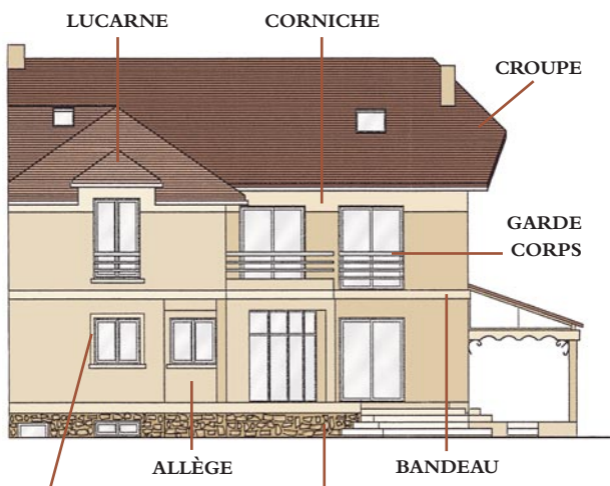 LUCARNE
CORNICHE
CROUPE
GARDE
CORPS
ALLÈGE
BANDEAU